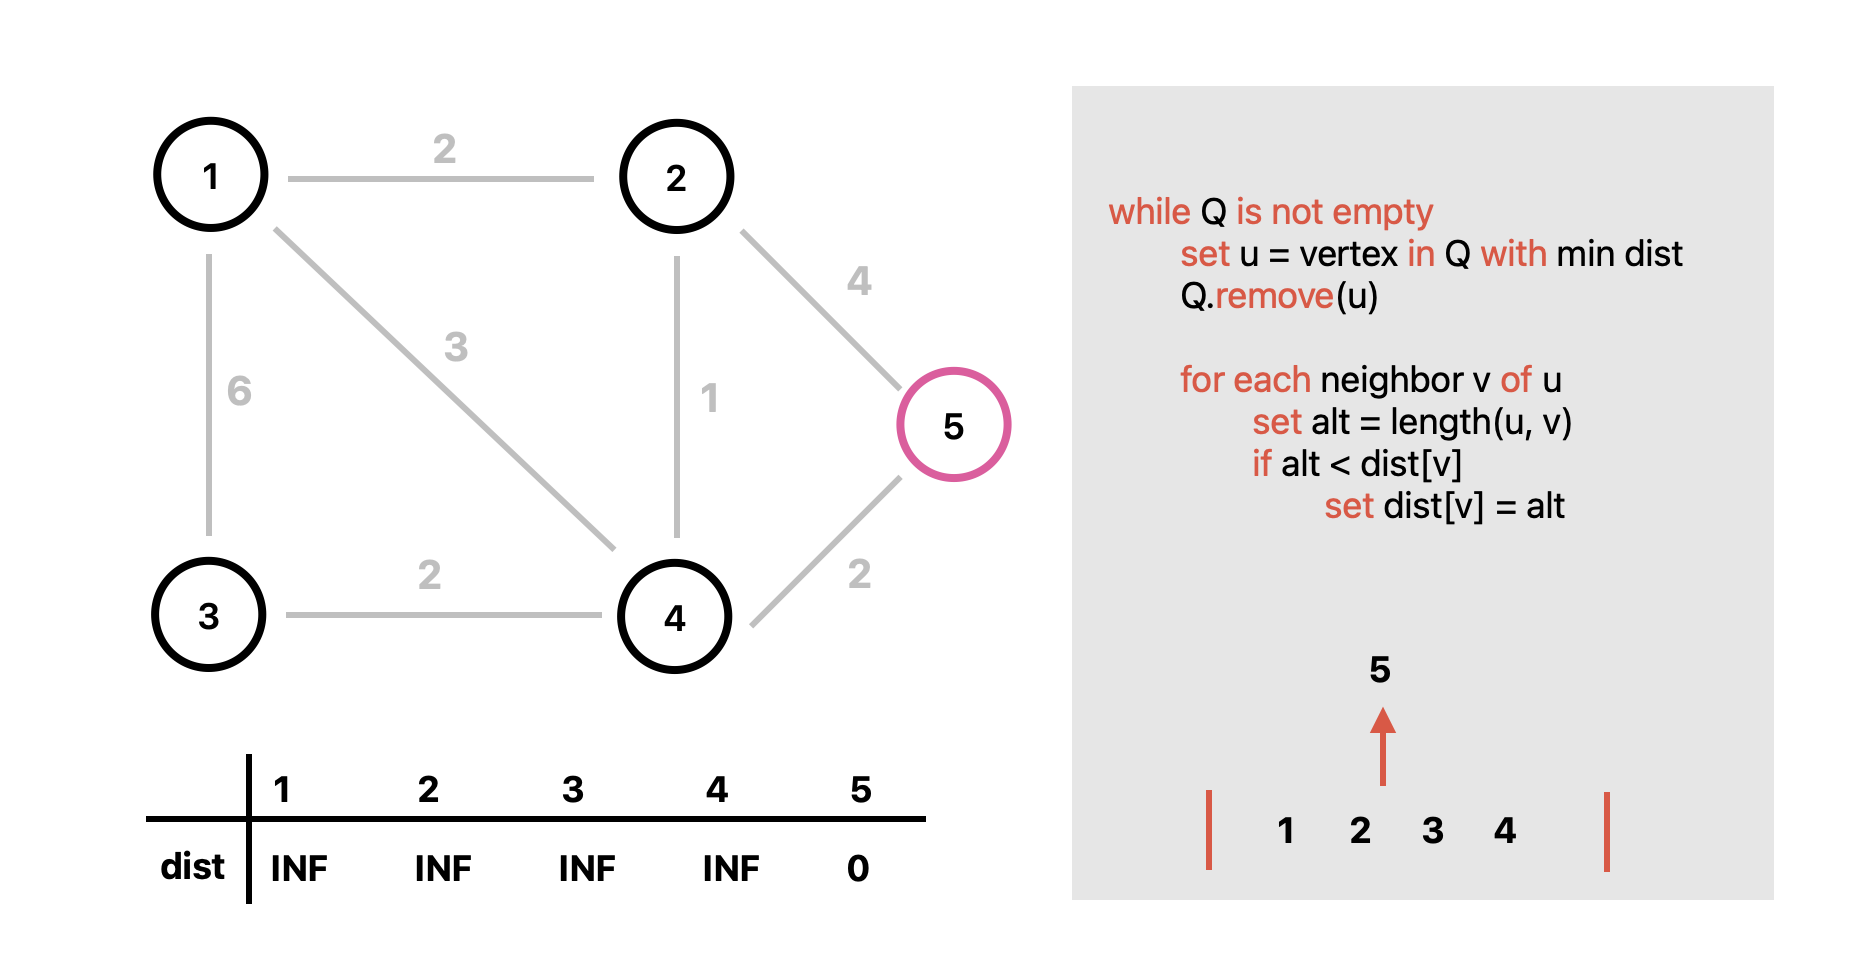 1
2
2
4
3
6
1
5
2
2
3
4
1 2 3 4 5
dist INF INF INF INF 0
while Q is not empty
set u = vertex in Q with min dist
Q.remove(u)
for each neighbor v of u
set alt = length(u, v)
if alt < dist[v]
set dist[v] = alt
5
1 2 3 4